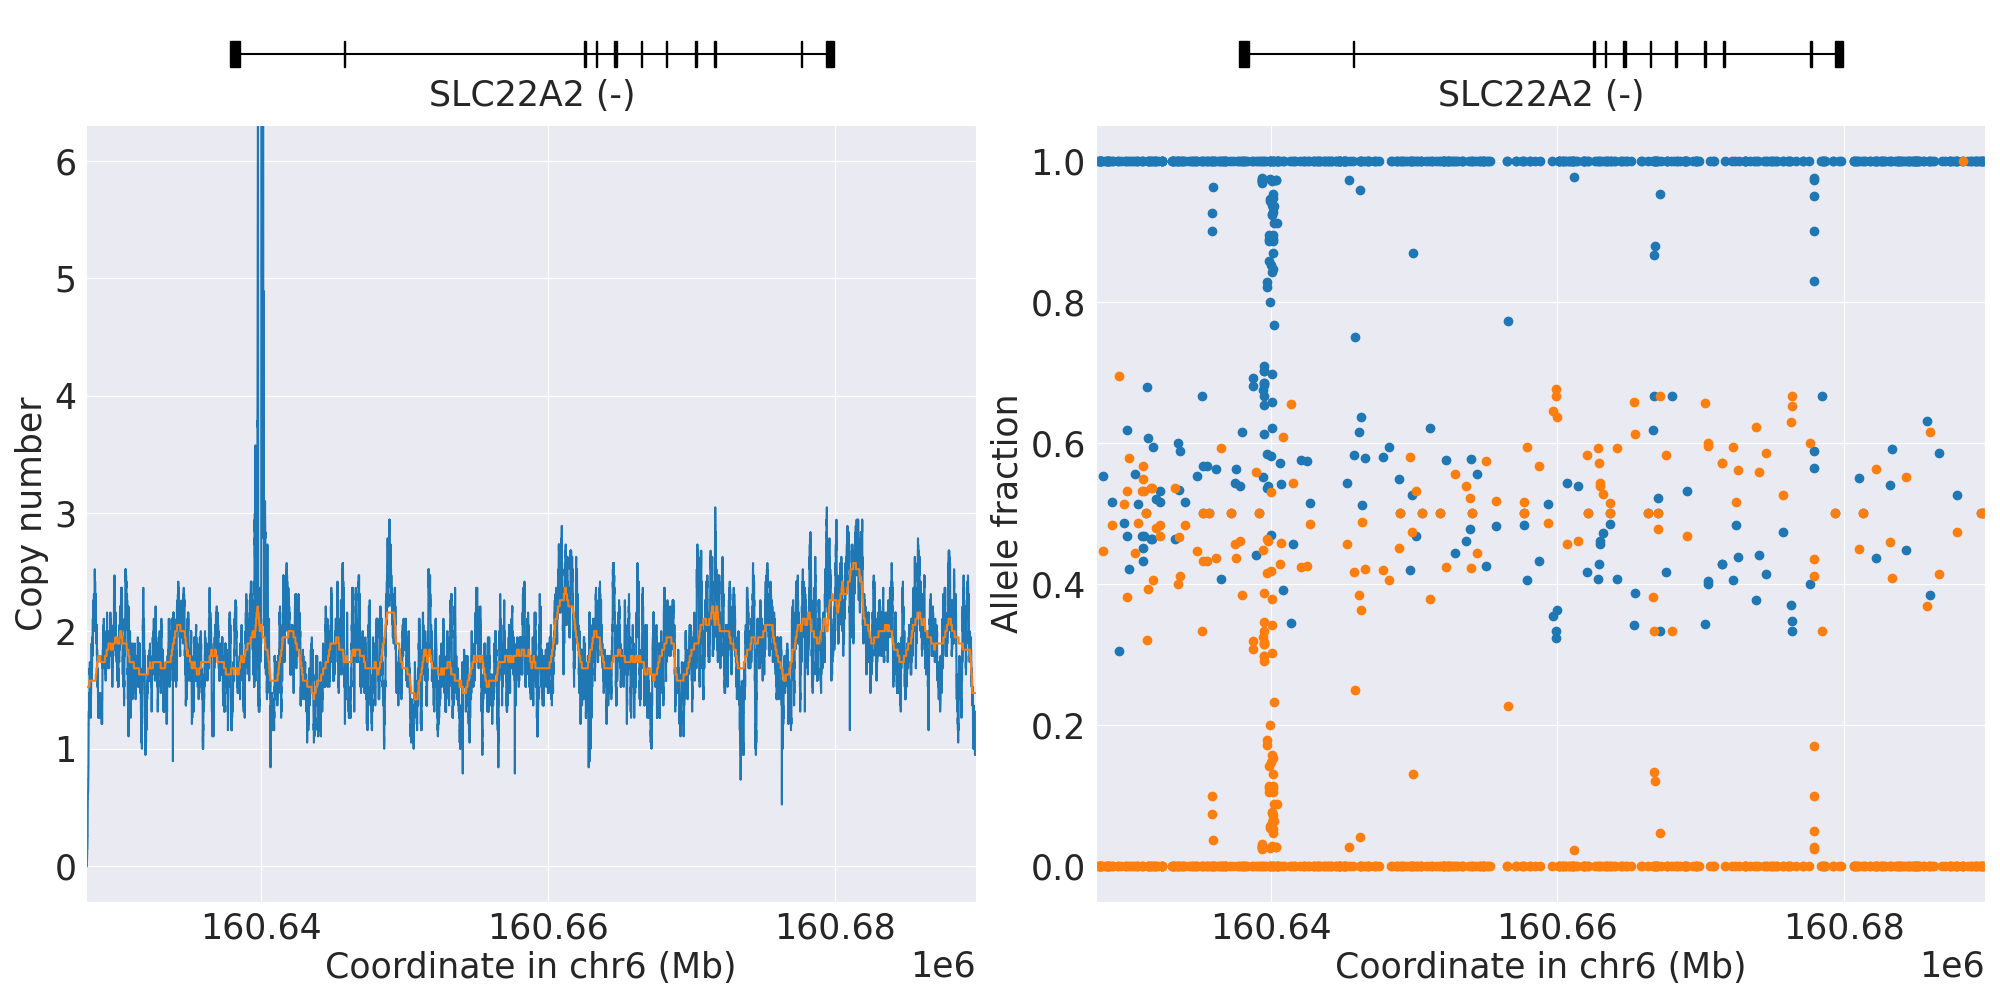 SLC22A2 (-)
6
5
4
3
2
1
0
Copy number
160.64 160.66 160.68
Coordinate in chr6 (Mb) 1e6
SLC22A2 (-)
1.0
0.8
0.6
0.4
0.2
0.0
Allele fraction
160.64 160.66 160.68
Coordinate in chr6 (Mb) 1e6